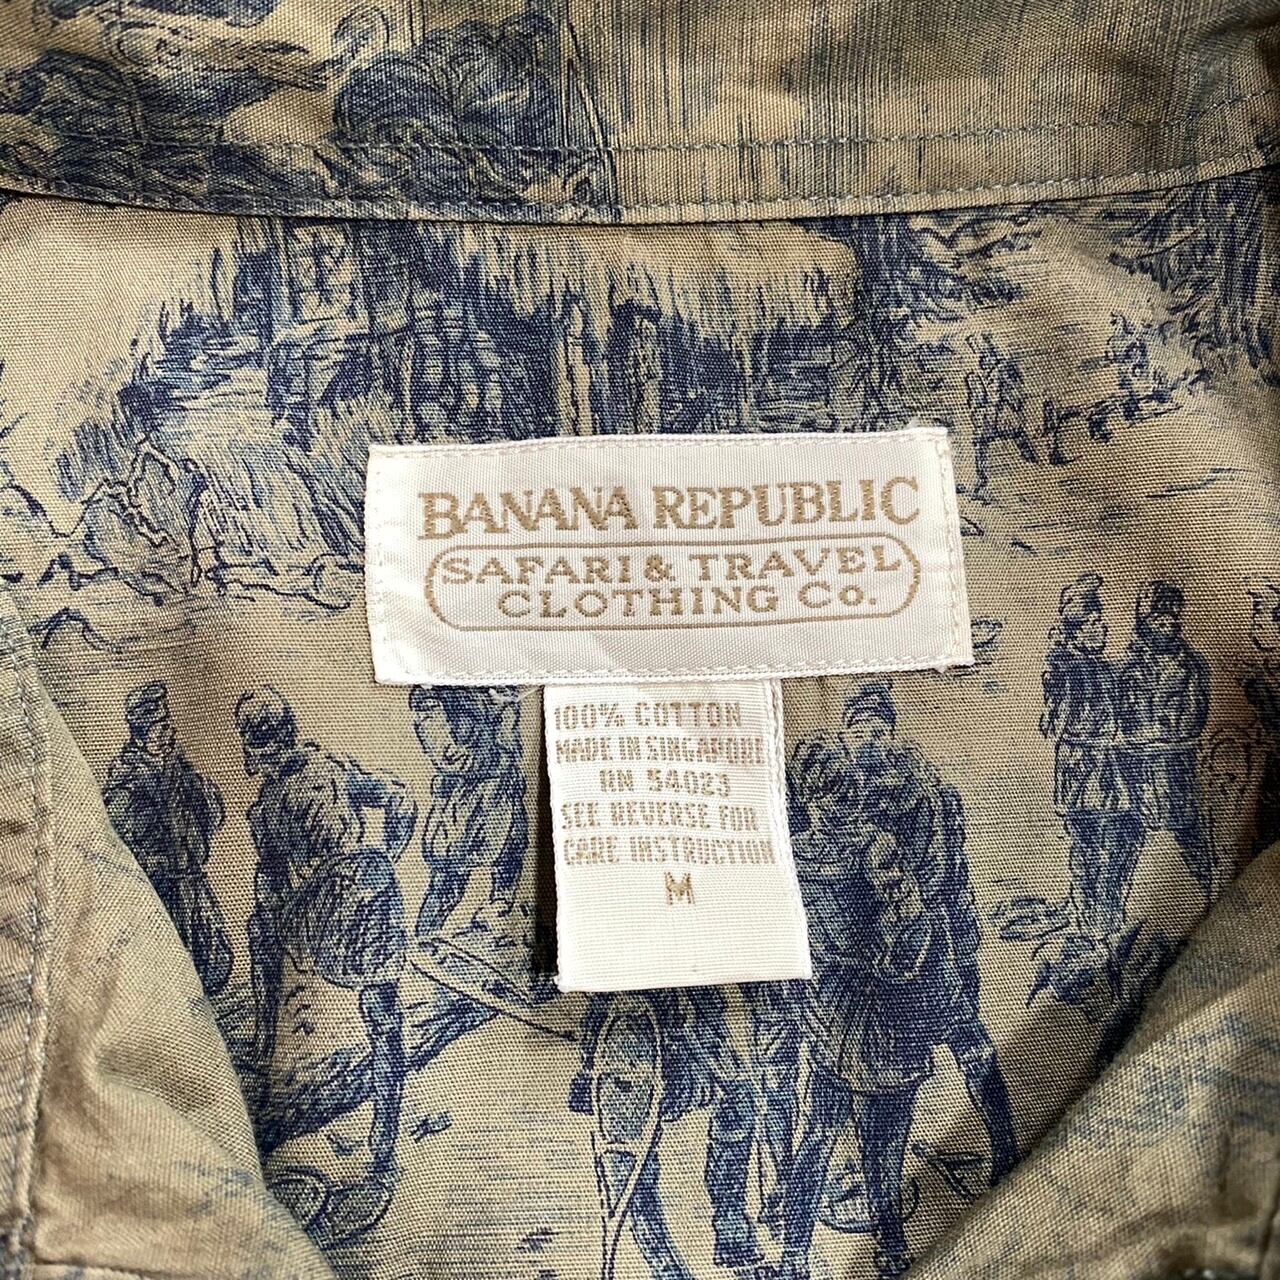 BANANA REPUBLIC
SAFARI & TRAVEL
CLOTHING CO.
100% COTTON
MADE IN SINGAPORE
RN 54023
SEE REVERSE FOR
CARE INSTRUCTION
M